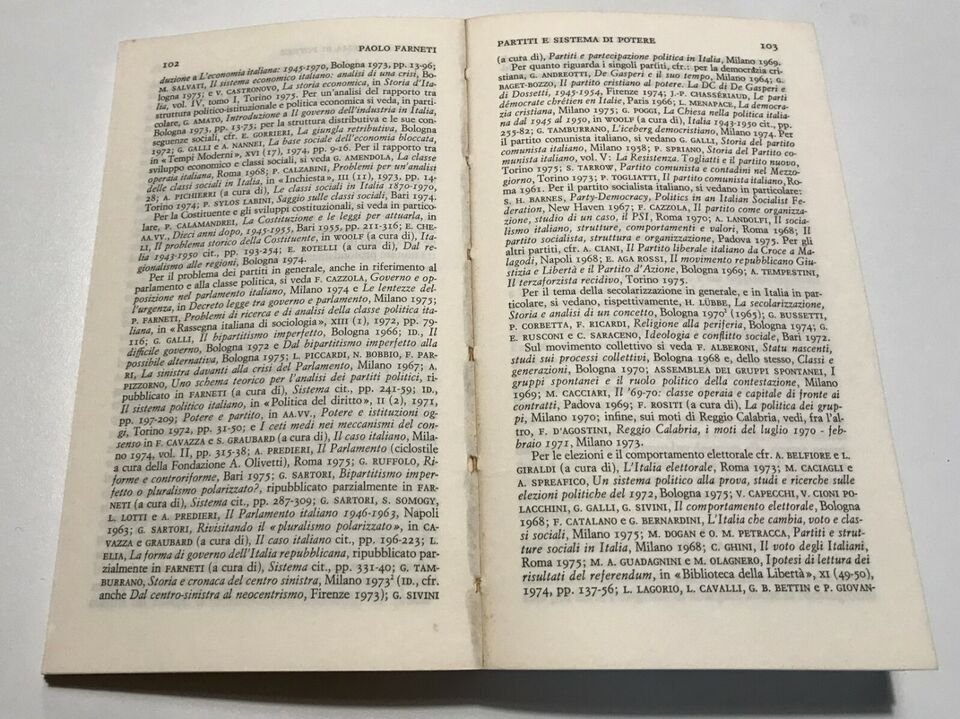 102
PAOLO FARNETI
duzione a L'economia italiana: 1945-1970, Bologna 1973, pp. 13-96;
M. SALVATI, Il sistema economico italiano: analisi di una crisi, Bo-
logna 1975; e V. CASTRONOVO, La storia economica, in Storia d'Ita-
lia, vol. IV, tomo I, Torino 1975. Per un'analisi del rapporto tra
struttura politico-istituzionale e politica economica si veda, in parti-
colare, G. AMATO, Introduzione a Il governo dell'industria in Italia,
Bologna 1973, pp. 13-75; per la struttura distributiva e le sue con-
seguenze sociali, cfr. E. GORRIERI, La giungla retributiva, Bologna
1972; G. GALLI e A. NANNEI, La base sociale dell'economia bloccata,
in «Tempi Moderni», XVI (17), 1974, pp. 9-16. Per il rapporto tra
sviluppo economico e classi sociali, si veda G. AMENDOLA, La classe
operaia italiana, Roma 1968; P. CALZABINI, Problemi per un'analisi
delle classi sociali in Italia, in «Inchiesta», III (11), 1973, pp. 14-
28; A. PICHIERRI (a cura di), Le classi sociali in Italia 1870-1970,
Torino 1974; P. SYLOS LABINI, Saggio sulle classi sociali, Bari 1974.
Per la Costituente e gli sviluppi costituzionali, si veda in partico-
lare, P. CALAMANDREI, La Costituzione e le leggi per attuarla, in
AA.VV., Dieci anni dopo, 1945-1955, Bari 1955, pp. 211-316; E. CHE-
LI, Il problema storico della Costituente, in WOOLF (a cura di), Ita-
lia 1943-1950 cit., pp. 193-254; E. ROTELLI (a cura di), Dal re-
gionalismo alle regioni, Bologna 1974.
Per il problema dei partiti in generale, anche in riferimento al
parlamento e alla classe politica, si veda F. CAZZOLA, Governo e op-
posizione nel parlamento italiano, Milano 1974 e Le lentezze del-
l'urgenza, in Decreto legge tra governo e parlamento, Milano 1975;
P. FARNETI, Problemi di ricerca e di analisi della classe politica ita-
liana, in «Rassegna italiana di sociologia», XIII (1), 1972, pp. 79-
116; G. GALLI, Il bipartitismo imperfetto, Bologna 1966; ID., Il
difficile governo, Bologna 1972 e Dal bipartitismo imperfetto alla
possibile alternativa, Bologna 1975; L. PICCARDI, N. BOBBIO, F. PAR-
RI, La sinistra davanti alla crisi del Parlamento, Milano 1967; A.
PIZZORNO, Uno schema teorico per l'analisi dei partiti politici, ri-
pubblicato in FARNETI (a cura di), Sistema cit., pp. 241-59; ID.,
Il sistema politico italiano, in «Politica del diritto», II (2), 1971,
pp. 197-209; Potere e partito, in AA.VV., Potere e istituzioni og-
gi, Torino 1972, pp. 31-50; e I ceti medi nei meccanismi del con-
senso in F. CAVAZZA e S. GRAUBARD (a cura di), Il caso italiano, Mila-
no 1974, vol. II, pp. 315-38; A. PREDIERI, Il Parlamento (ciclostile
a cura della Fondazione A. Olivetti), Roma 1975; G. RUFFOLO, Ri-
forme e controriforme, Bari 1975; G. SARTORI, Bipartitismo imper-
fetto o pluralismo polarizzato?, ripubblicato parzialmente in FAR-
NETI (a cura di), Sistema cit., pp. 287-309; G. SARTORI, S. SOMOGY,
L. LOTTI e A. PREDIERI, Il Parlamento italiano 1946-1963, Napoli
1963; G. SARTORI, Rivisitando il «pluralismo polarizzato», in CA-
VAZZA e GRAUBARD (a cura di), Il caso italiano cit., pp. 196-223; L.
ELIA, La forma di governo dell'Italia repubblicana, ripubblicato par-
zialmente in FARNETI (a cura di), Sistema cit., pp. 331-40; G. TAM-
BURRANO, Storia e cronaca del centro sinistra, Milano 1973² (ID., cfr.
anche Dal centro-sinistra al neocentrismo, Firenze 1973); G. SIVINI
PARTITI E SISTEMA DI POTERE
103
(a cura di), Partiti e partecipazione politica in Italia, Milano 1969.
Per quanto riguarda i singoli partiti, cfr.: per la democrazia cri-
stiana, G. ANDREOTTI, De Gasperi e il suo tempo, Milano 1964; G.
BAGET-BOZZO, Il partito cristiano al potere. La DC di De Gasperi
e di Dossetti, 1945-1954, Firenze 1974; J.-P. CHASSÉRIAUD, Le parti
démocrate chrétien en Italie, Paris 1966; L. MENAPACE, La democra-
zia cristiana, Milano 1975; G. POGGI, La Chiesa nella politica italia-
na dal 1945 al 1950, in WOOLF (a cura di), Italia 1943-1950 cit., pp.
255-82; G. TAMBURRANO, L'iceberg democristiano, Milano 1974. Per
il partito comunista italiano, si vedano G. GALLI, Storia del partito
comunista italiano, Milano 1958; P. SPRIANO, Storia del Partito co-
munista italiano, vol. V: La Resistenza. Togliatti e il partito nuovo,
Torino 1975; S. TARROW, Partito comunista e contadini nel Mezzo-
giorno, Torino 1973; P. TOGLIATTI, Il partito comunista italiano, Ro-
ma 1961. Per il partito socialista italiano, si vedano in particolare:
S. H. BARNES, Party-Democracy, Politics in an Italian Socialist Fe-
deration, New Haven 1967; F. CAZZOLA, Il partito come organizza-
zione, studio di un caso, il PSI, Roma 1970; A. LANDOLFI, Il socia-
lismo italiano, strutture, comportamenti e valori, Roma 1968; Il
partito socialista, struttura e organizzazione, Padova 1975. Per gli
altri partiti, cfr. A. CIANI, Il Partito liberale italiano da Croce a Ma-
lagodi, Napoli 1968; E. AGA ROSSI, Il movimento repubblicano Giu-
stizia e Libertà e il Partito d'Azione, Bologna 1969; A. TEMPESTINI,
Il terzaforzista recidivo, Torino 1975.
Per il tema della secolarizzazione in generale, e in Italia in par-
ticolare, si vedano, rispettivamente, H. LÜBBE, La secolarizzazione,
Storia e analisi di un concetto, Bologna 1970² (1965); G. BUSSETTI,
P. CORBETTA, F. RICARDI, Religione alla periferia, Bologna 1974; G.
E. RUSCONI e C. SARACENO, Ideologia e conflitto sociale, Bari 1972.
Sul movimento collettivo si veda F. ALBERONI, Statu nascenti,
studi sui processi collettivi, Bologna 1968 e, dello stesso, Classi e
generazioni, Bologna 1970; ASSEMBLEA DEI GRUPPI SPONTANEI, I
gruppi spontanei e il ruolo politico della contestazione, Milano
1969; M. CACCIARI, Il '69-70: classe operaia e capitale di fronte ai
contratti, Padova 1969; F. ROSITI (a cura di), La politica dei grup-
pi, Milano 1970; infine, sui moti di Reggio Calabria, vedi, fra l'al-
tro, F. D'AGOSTINI, Reggio Calabria, i moti del luglio 1970 - feb-
braio 1971, Milano 1973.
Per le elezioni e il comportamento elettorale cfr. A. BELFIORE e L.
GIRALDI (a cura di), L'Italia elettorale, Roma 1973; M. CACIAGLI e
A. SPREAFICO, Un sistema politico alla prova, studi e ricerche sulle
elezioni politiche del 1972, Bologna 1975; V. CAPECCHI, V. CIONI PO-
LACCHINI, G. GALLI, G. SIVINI, Il comportamento elettorale, Bologna
1968; F. CATALANO e G. BERNARDINI, L'Italia che cambia, voto e clas-
si sociali, Milano 1975; M. DOGAN e O. M. PETRACCA, Partiti e strut-
ture sociali in Italia, Milano 1968; C. GHINI, Il voto degli Italiani,
Roma 1975; M. A. GUADAGNINI e M. OLAGNERO, Ipotesi di lettura dei
risultati del referendum, in «Biblioteca della Libertà», XI (49-50),
1974, pp. 137-56; L. LAGORIO, L. CAVALLI, G. B. BETTIN e P. GIOVAN-